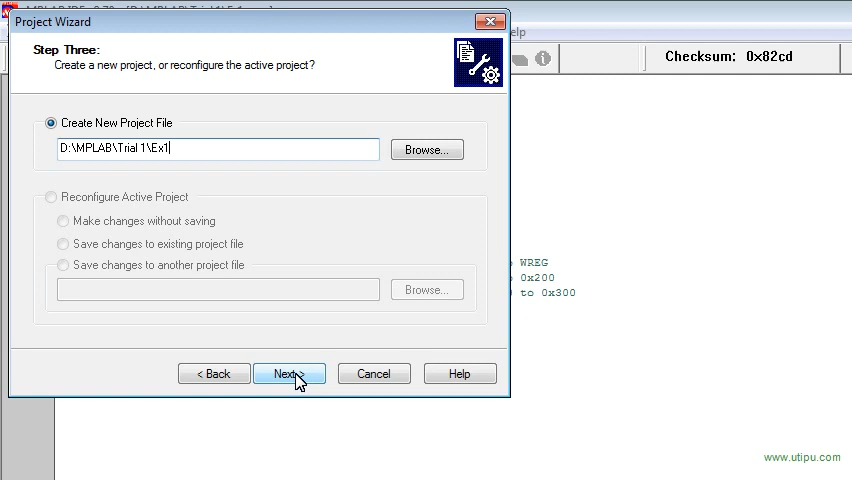 Project Wizard
Step Three:
Create a new project, or reconfigure the active project?
elp
Checksum: 0x82cd
Create New Project File
D:\MPLAB\Trial 1\Ex1
Browse...
Reconfigure Active Project
Make changes without saving
Save changes to existing project file
Save changes to another project file
Browse...
WREG
0x200
to 0x300
< Back
Next >
Cancel
Help
www.utipu.com